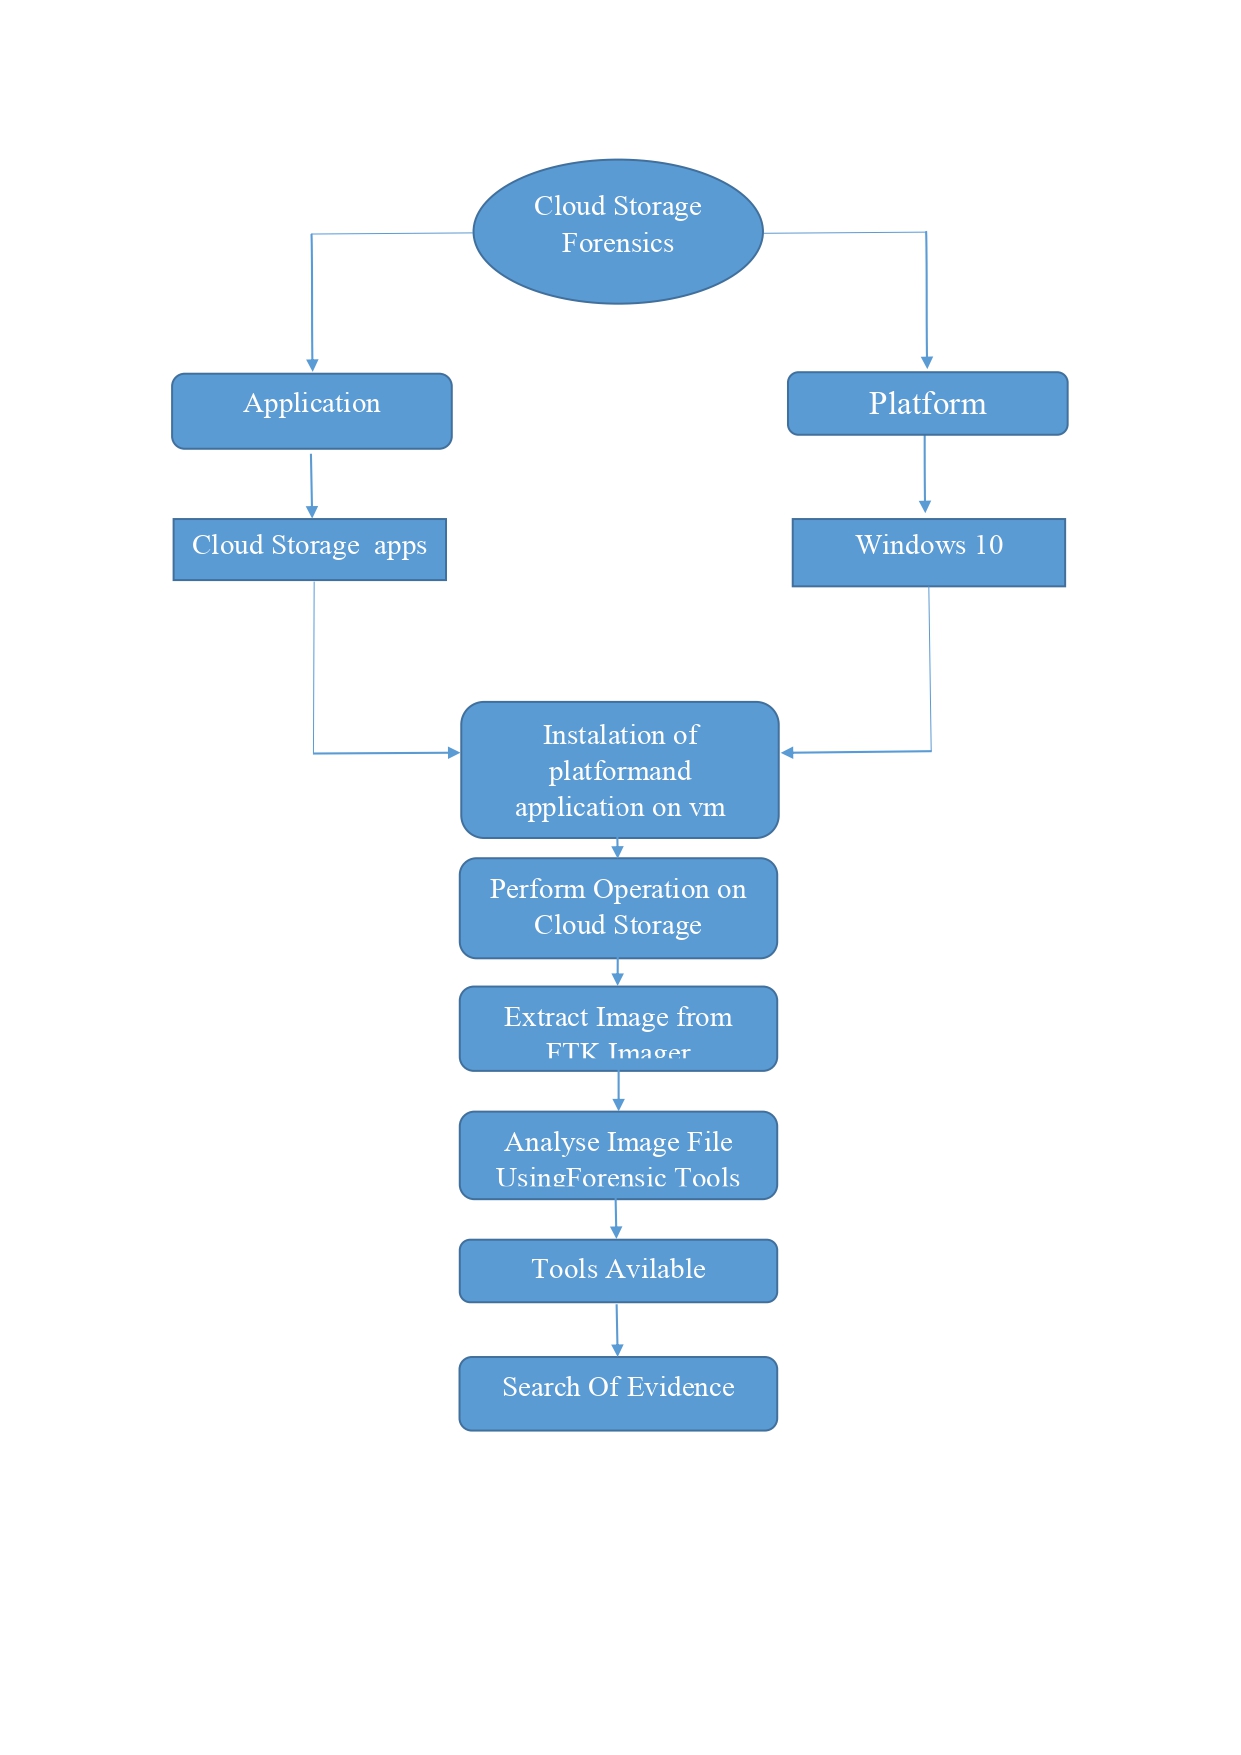 Cloud Storage
Forensics
Application
Platform
Cloud Storage apps
Windows 10
Instalation of
platformand
application on vm
Perform Operation on
Cloud Storage
Extract Image from
FTK Imager
Analyse Image File
UsingForensic Tools
Tools Avilable
Search Of Evidence